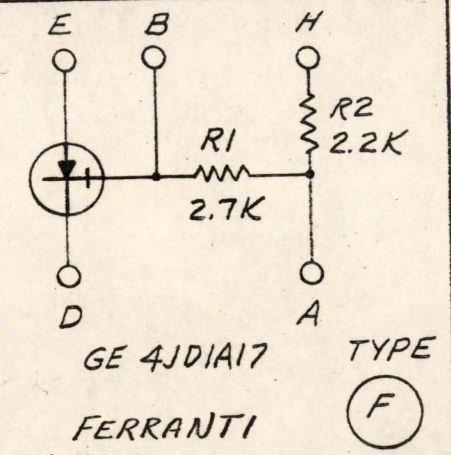 E B H
R2
R1 2.2K
2.7K
D A
GE 4JD1A17 TYPE
F
FERRANTI